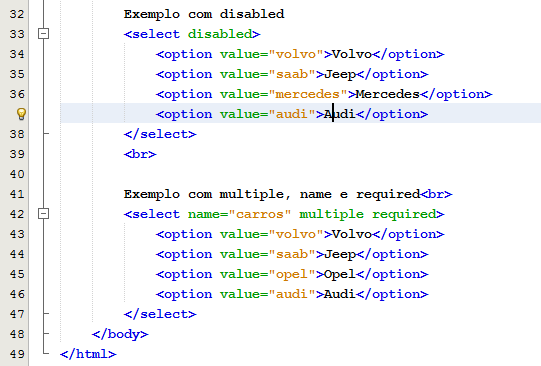 32 Exemplo com disabled
33 <select disabled>
34 <option value="volvo">Volvo</option>
35 <option value="saab">Jeep</option>
36 <option value="mercedes">Mercedes</option>
<option value="audi">Audi</option>
38 </select>
39 <br>
40
41 Exemplo com multiple, name e required<br>
42 <select name="carros" multiple required>
43 <option value="volvo">Volvo</option>
44 <option value="saab">Jeep</option>
45 <option value="opel">Opel</option>
46 <option value="audi">Audi</option>
47 </select>
48 </body>
49 </html>